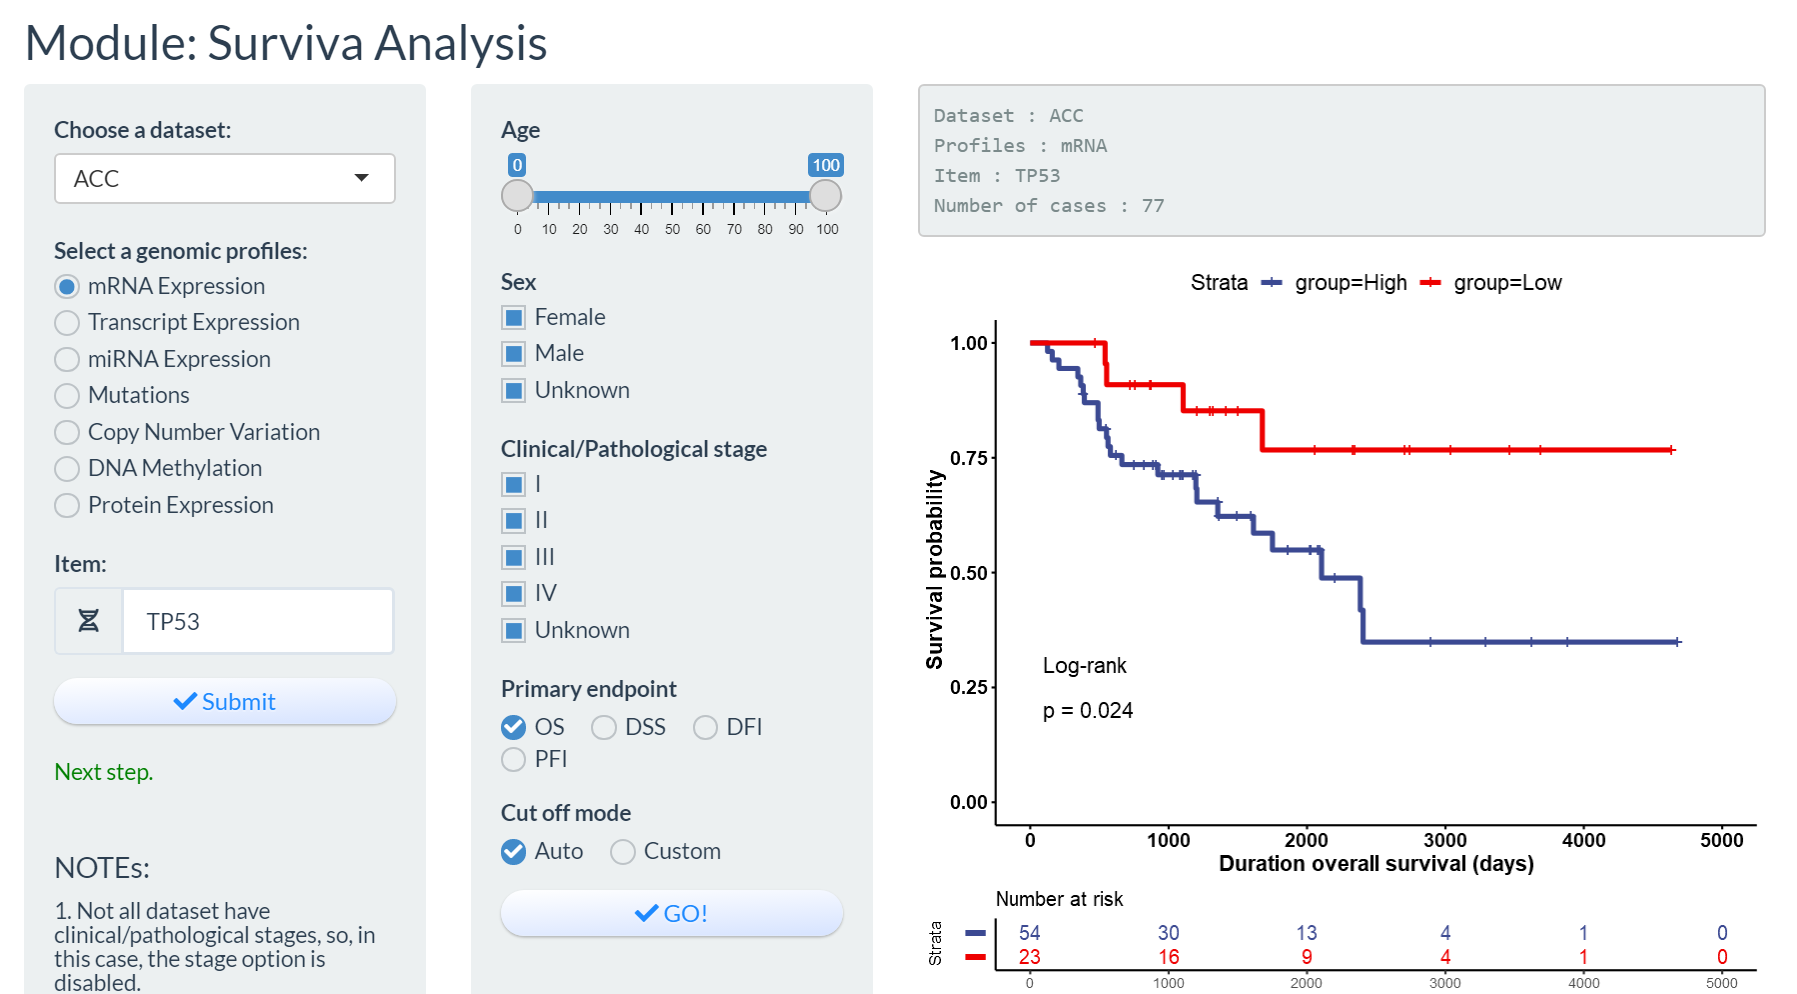 Module: Surviva Analysis
Choose a dataset:
ACC
Select a genomic profiles:
mRNA Expression
Transcript Expression
miRNA Expression
Mutations
Copy Number Variation
DNA Methylation
Protein Expression
Item:
TP53
Submit
Next step.
NOTEs:
1. Not all dataset have
clinical/pathological stages, so, in
this case, the stage option is
disabled.
Age
0 100
0 10 20 30 40 50 60 70 80 90 100
Sex
Female
Male
Unknown
Clinical/Pathological stage
I
II
III
IV
Unknown
Primary endpoint
OS DSS DFI
PFI
Cut off mode
Auto Custom
GO!
Dataset : ACC
Profiles : mRNA
Item : TP53
Number of cases : 77
Strata group=High group=Low
Survival probability
1.00
0.75
0.50
0.25
0.00
Log-rank
p = 0.024
0 1000 2000 3000 4000 5000
Duration overall survival (days)
Number at risk
Strata
54 30 13 4 1 0
23 16 9 4 1 0
0 1000 2000 3000 4000 5000